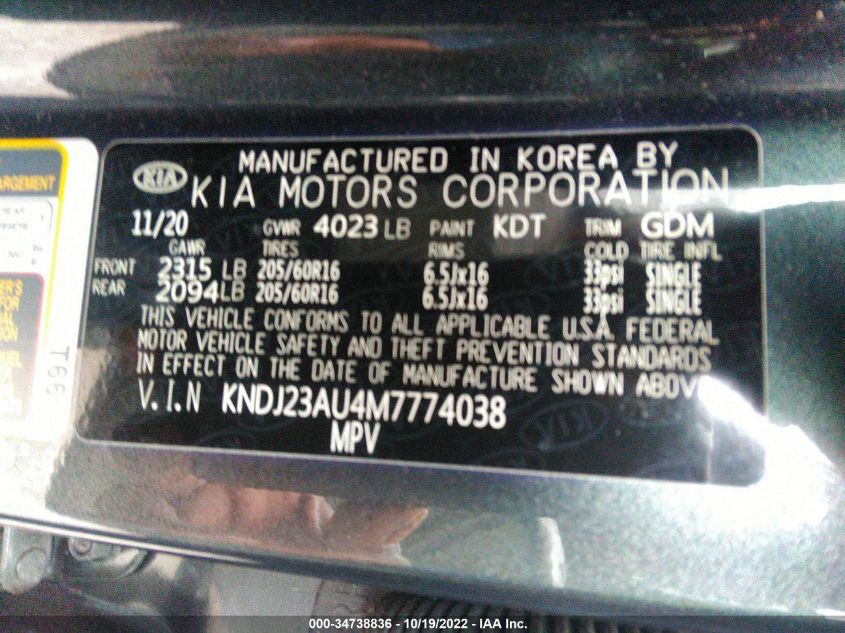 MANUFACTURED IN KOREA BY
KIA KIA MOTORS CORPORATION
11/20 GVWR 4023 LB PAINT KDT TRIM GDM
GAWR TIRES RIMS COLD TIRE INFL
FRONT 2315 LB 205/60R16 6.5Jx16 33psi SINGLE
REAR 2094 LB 205/60R16 6.5Jx16 33psi SINGLE
THIS VEHICLE CONFORMS TO ALL APPLICABLE U.S.A. FEDERAL
MOTOR VEHICLE SAFETY AND THEFT PREVENTION STANDARDS
IN EFFECT ON THE DATE OF MANUFACTURE SHOWN ABOVE
V.I.N KNDJ23AU4M7774038
MPV
T66
ARGEMENT
000-34738836 - 10/19/2022 - IAA Inc.